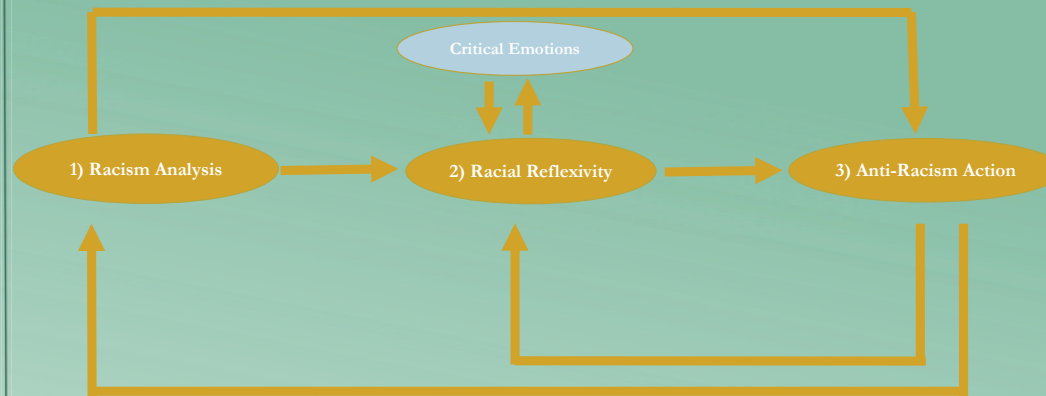 Critical Emotions
1) Racism Analysis
2) Racial Reflexivity
3) Anti-Racism Action